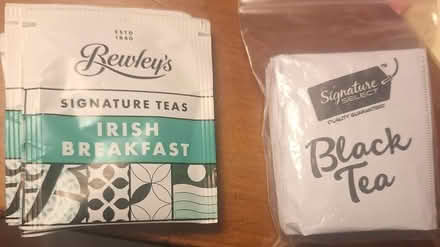 ESTD
1840
Bewley's
SIGNATURE TEAS
IRISH
BREAKFAST
Signature
SELECT
QUALITY GUARANTEED
Black
Tea